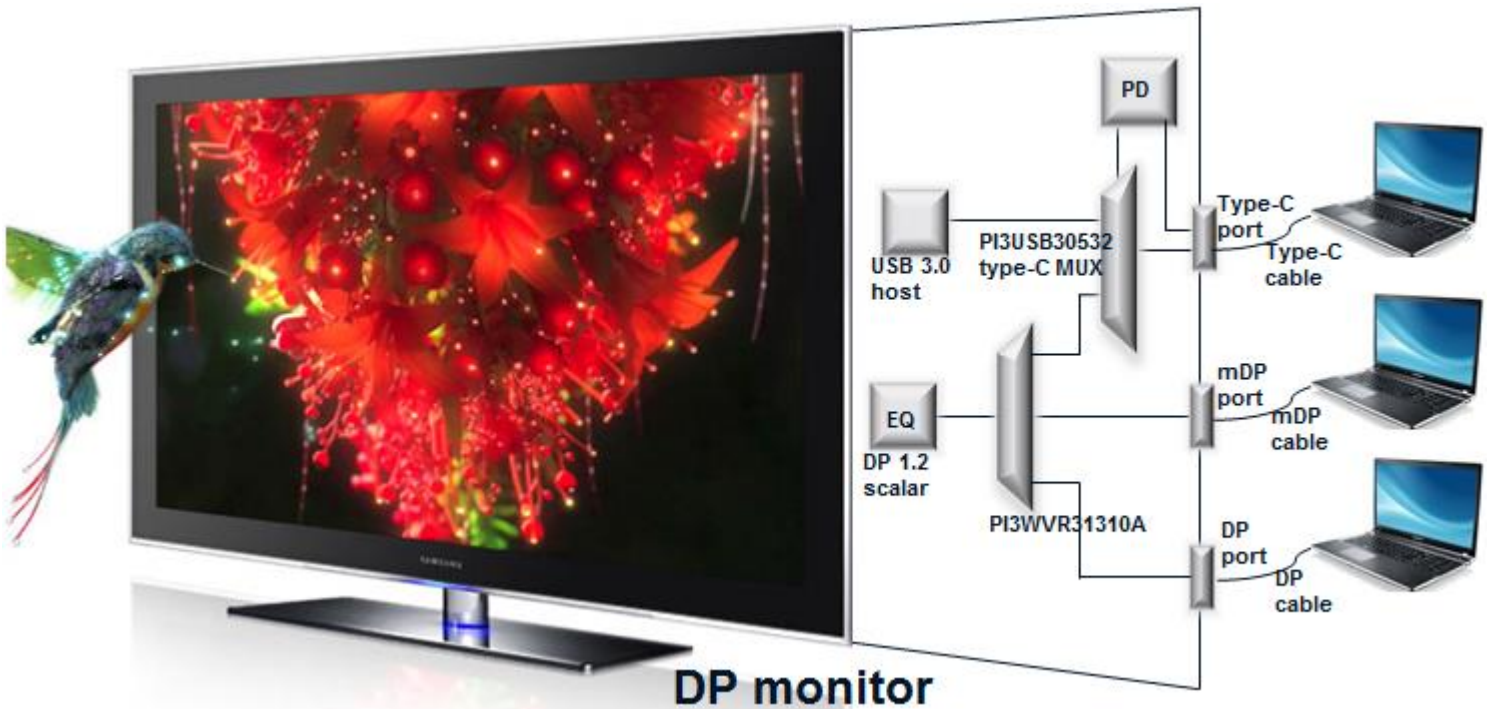 PD
Type-C
port
PI3USB30532
type-C MUX
Type-C
cable
USB 3.0
host
mDP
port
mDP
cable
EQ
DP 1.2
scalar
PI3WVR31310A
DP
port
DP
cable
SAMSUNG
DP monitor